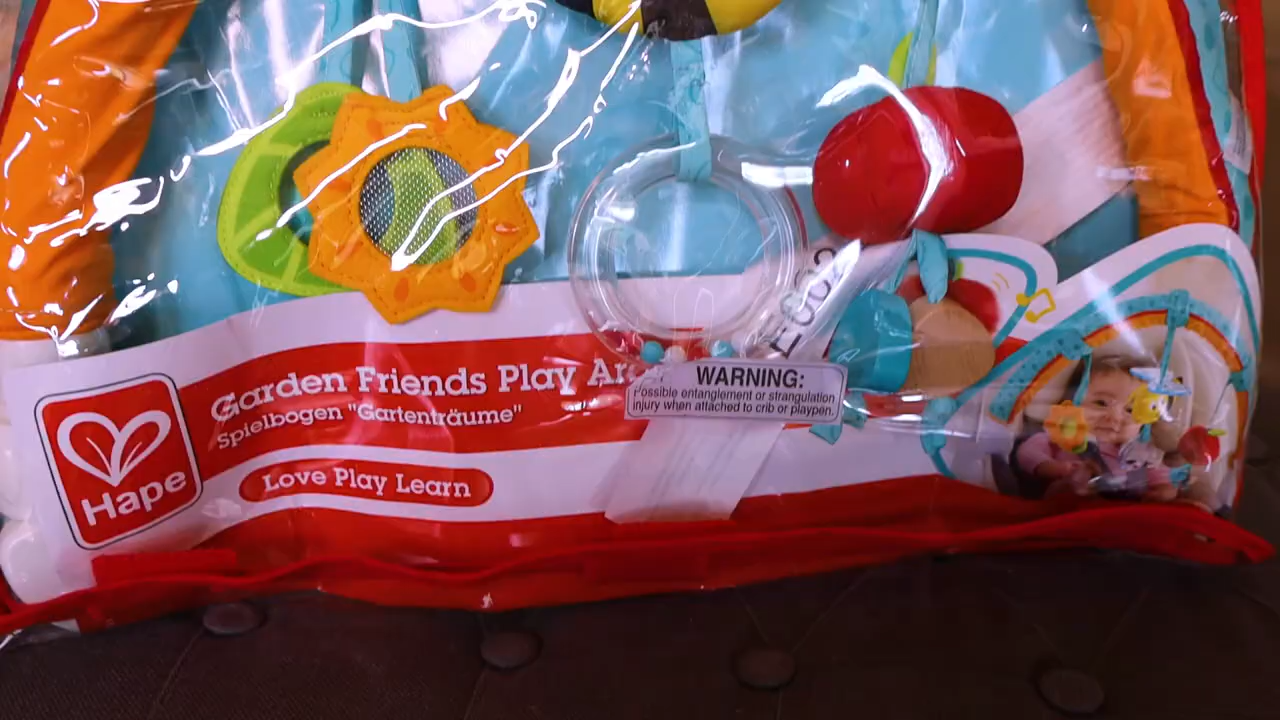 Garden Friends Play
Spielbogen "Gartenträume"
Love Play Learn
Hape
E0002
WARNING:
Possible entanglement or strangulation
injury when attached to crib or playpen.